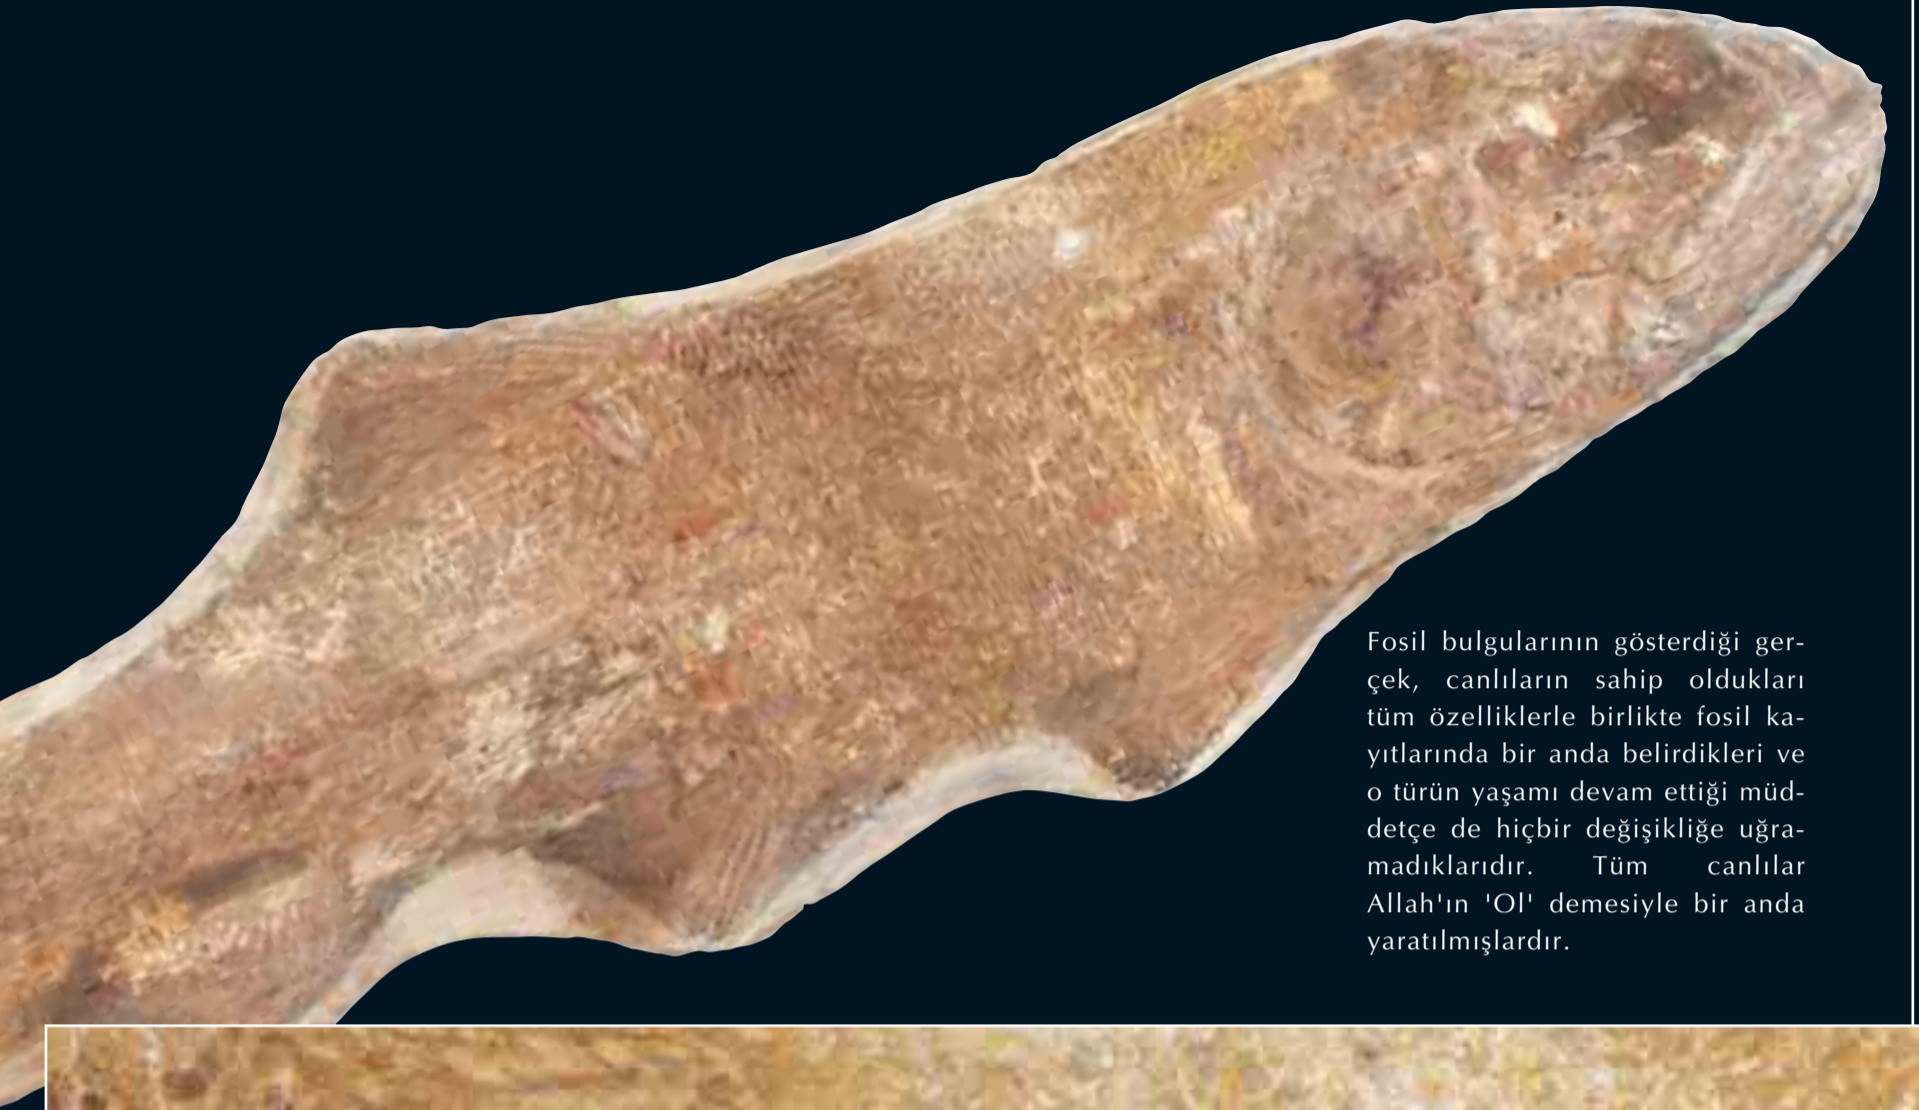 Fosil bulgularının gösterdiği ger-
çek, canlıların sahip oldukları
tüm özelliklerle birlikte fosil ka-
yıtlarında bir anda belirdikleri ve
o türün yaşamı devam ettiği müd-
detçe de hiçbir değişikliğe uğra-
madıklarıdır. Tüm canlılar
Allah'ın 'Ol' demesiyle bir anda
yaratılmışlardır.